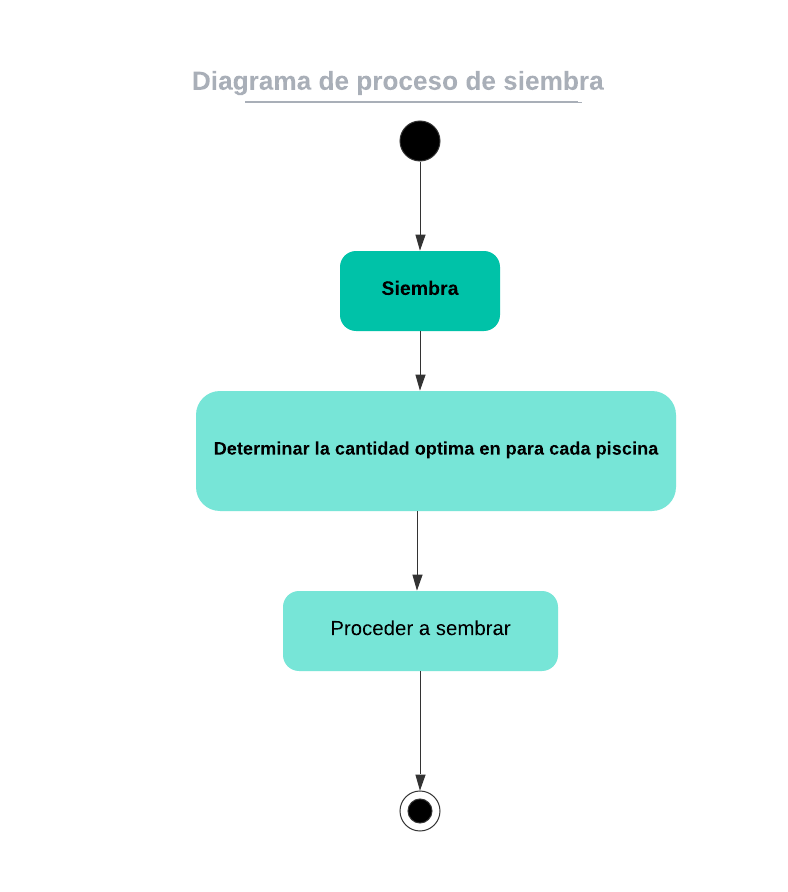 Diagrama de proceso de siembra
Siembra
Determinar la cantidad optima en para cada piscina
Proceder a sembrar